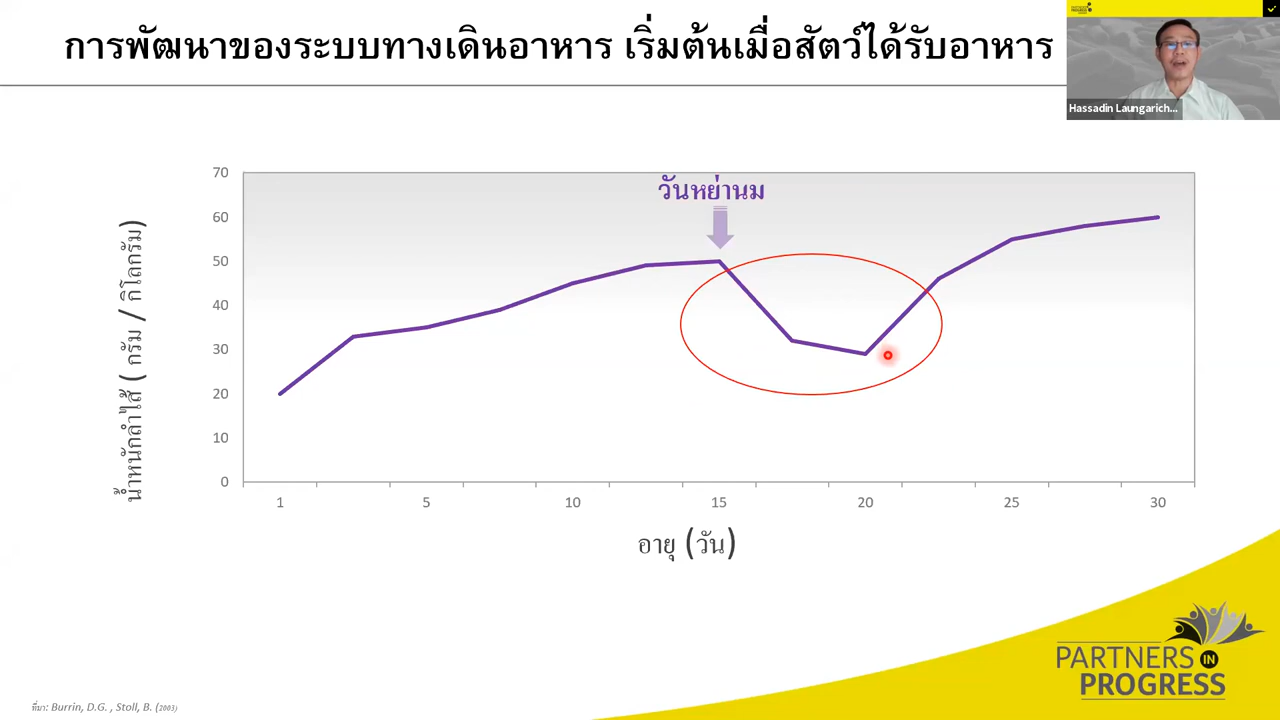 การพัฒนาของระบบทางเดินอาหาร เริ่มต้นเมื่อสัตว์ได้รับอาหาร
Hassadin Laungarich...
วันหย่านม
น้ำหนักลำไส้ ( กรัม / กิโลกรัม)
70
60
50
40
30
20
10
0
1
5
10
15
20
25
30
อายุ (วัน)
PARTNERS IN
PROGRESS
ที่มา: Burrin, D.G. , Stoll, B. (2003)